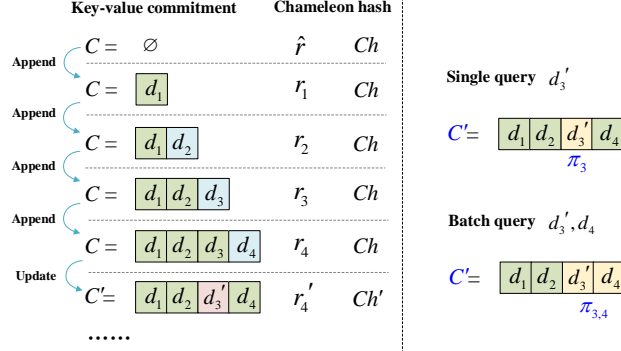 Key-value commitment Chameleon hash
C = ∅ r̂ Ch
Append
C = d₁ r₁ Ch
Append
C = d₁ d₂ r₂ Ch
Append
C = d₁ d₂ d₃ r₃ Ch
Append
C = d₁ d₂ d₃ d₄ r₄ Ch
Update
C'= d₁ d₂ d₃' d₄ r₄' Ch'
......
Single query d₃'
C'= d₁ d₂ d₃' d₄
π₃
Batch query d₃', d₄
C'= d₁ d₂ d₃' d₄
π₃,₄